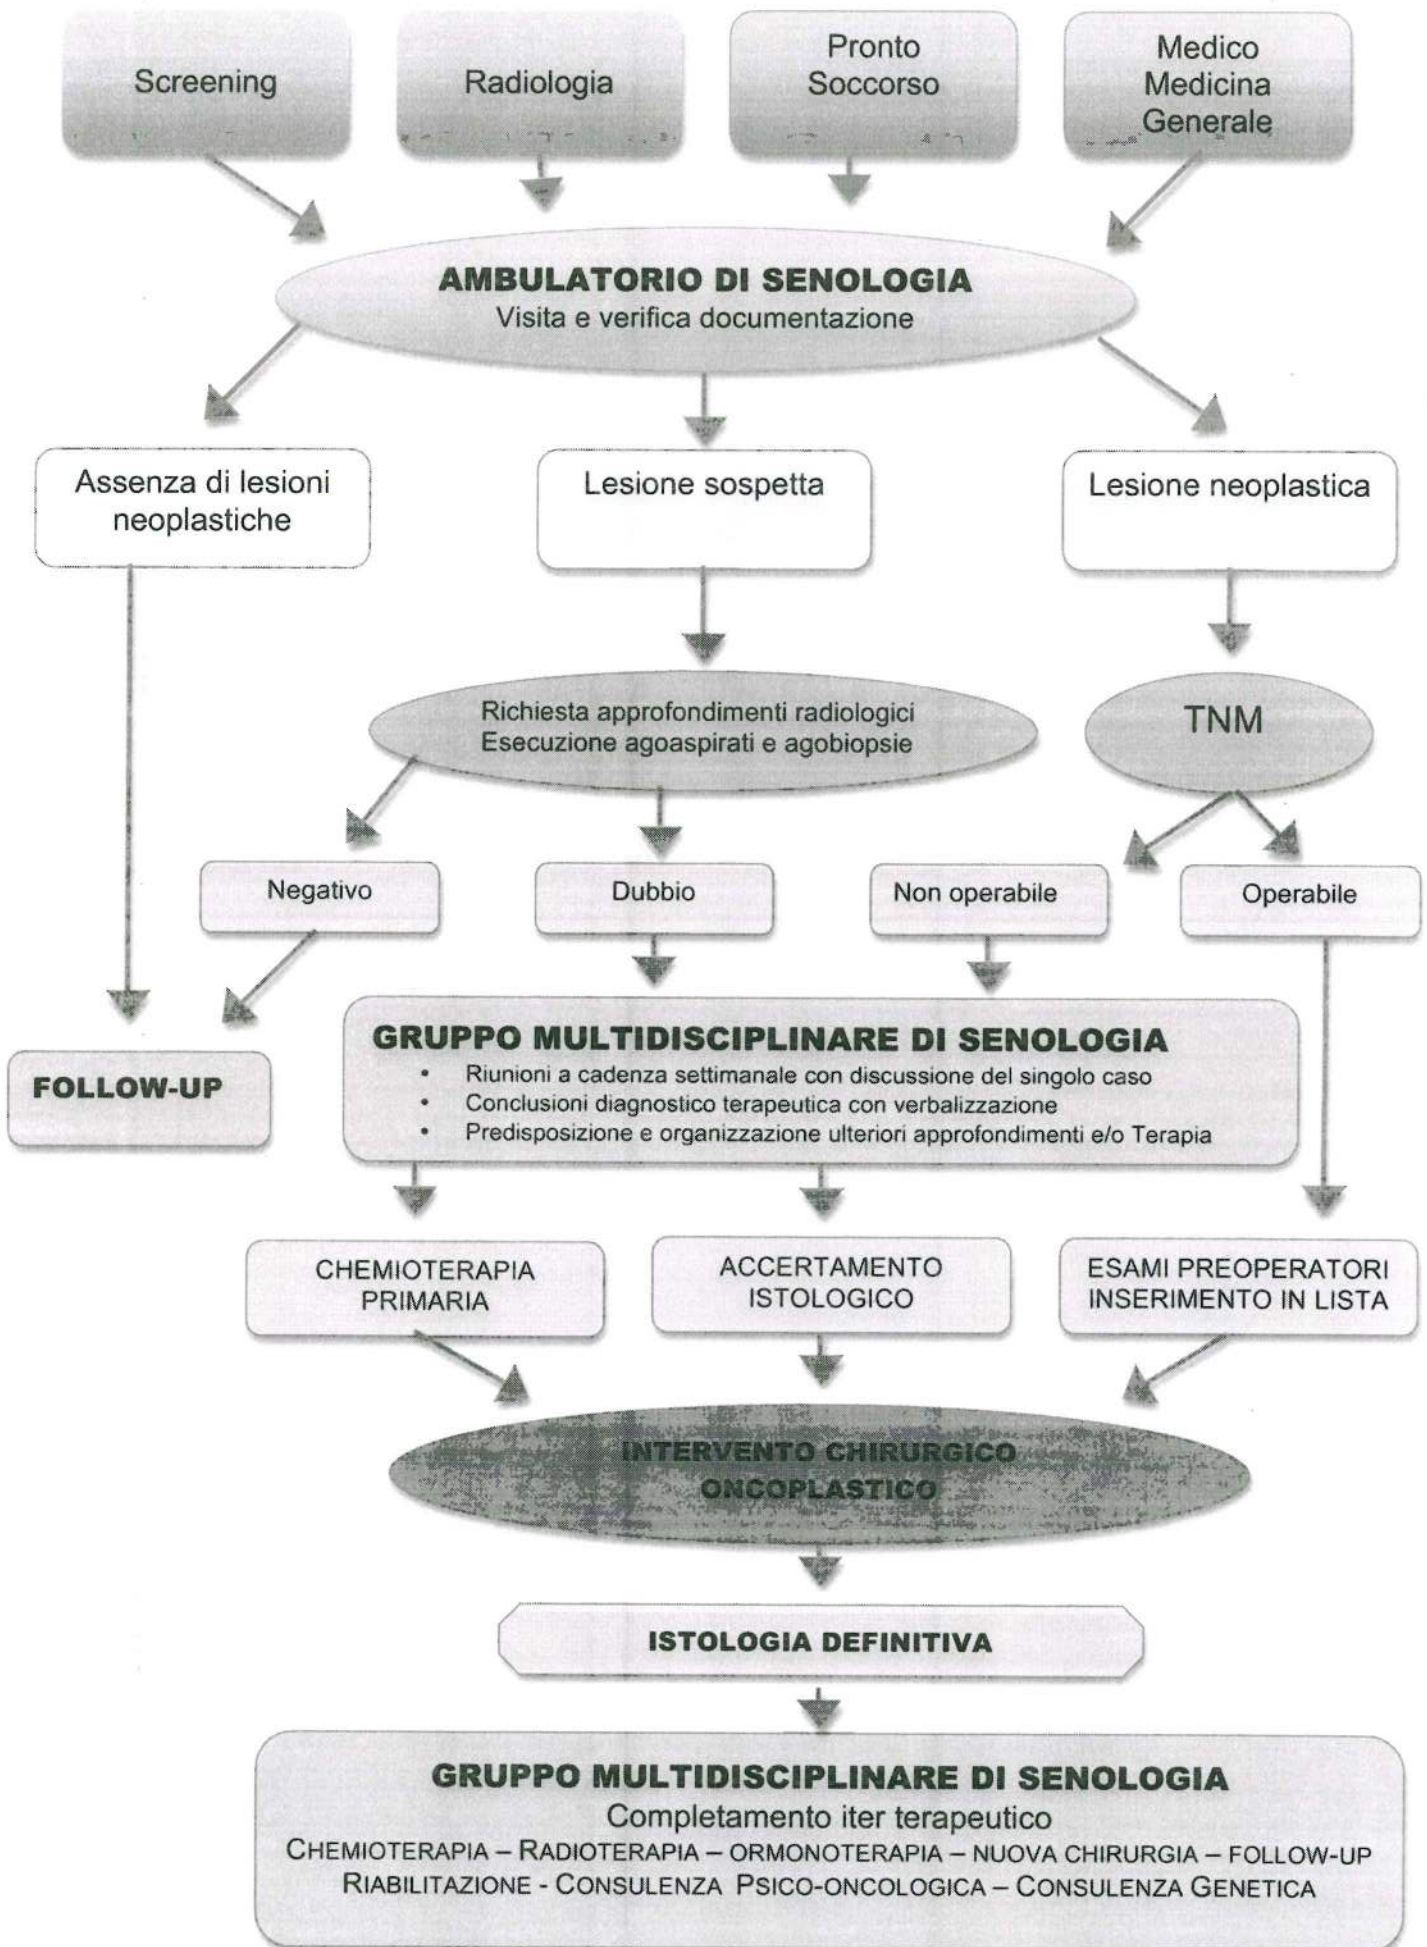 Screening
Radiologia
Pronto
Soccorso
Medico
Medicina
Generale
AMBULATORIO DI SENOLOGIA
Visita e verifica documentazione
Assenza di lesioni
neoplastiche
Lesione sospetta
Lesione neoplastica
Richiesta approfondimenti radiologici
Esecuzione agoaspirati e agobiopsie
TNM
Negativo
Dubbio
Non operabile
Operabile
FOLLOW-UP
GRUPPO MULTIDISCIPLINARE DI SENOLOGIA
• Riunioni a cadenza settimanale con discussione del singolo caso
• Conclusioni diagnostico terapeutica con verbalizzazione
• Predisposizione e organizzazione ulteriori approfondimenti e/o Terapia
CHEMIOTERAPIA
PRIMARIA
ACCERTAMENTO
ISTOLOGICO
ESAMI PREOPERATORI
INSERIMENTO IN LISTA
INTERVENTO CHIRURGICO
ONCOPLASTICO
ISTOLOGIA DEFINITIVA
GRUPPO MULTIDISCIPLINARE DI SENOLOGIA
Completamento iter terapeutico
CHEMIOTERAPIA – RADIOTERAPIA – ORMONOTERAPIA – NUOVA CHIRURGIA – FOLLOW-UP
RIABILITAZIONE - CONSULENZA PSICO-ONCOLOGICA – CONSULENZA GENETICA